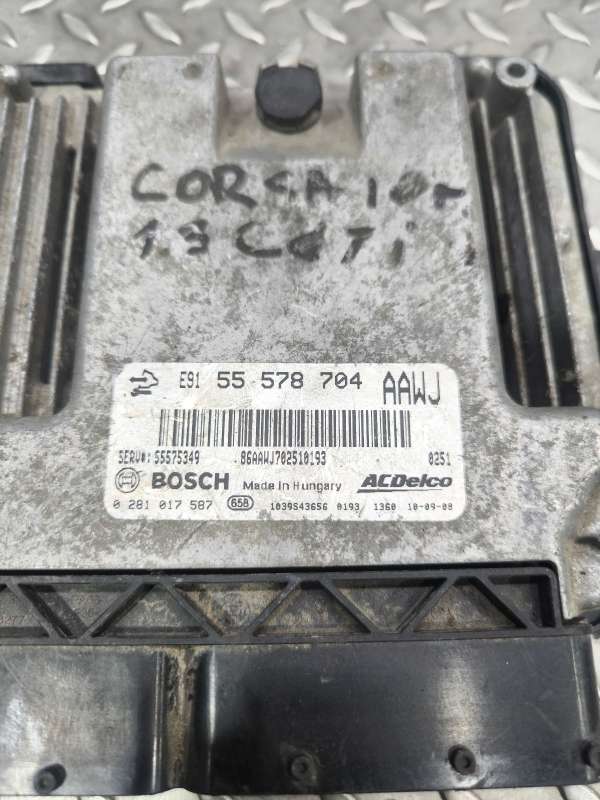 CORSA 10r
1.3 CdTi
E91 55 578 704 AAWJ
SERV#: 55575349 86AAWJ702510193 0251
BOSCH Made in Hungary ACDelco
0 281 017 587 658 1039S43656 0193 1360 10-09-08